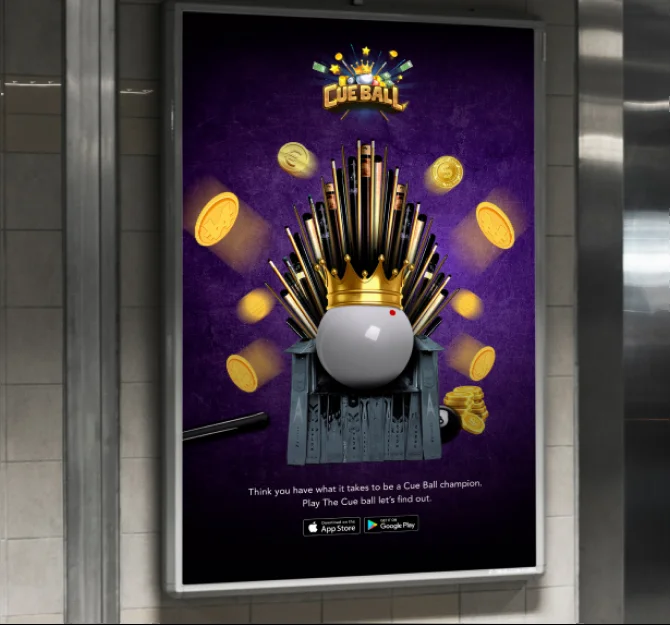 CUE BALL
Think you have what it takes to be a Cue Ball champion.
Play The Cue ball let's find out.
Download on the
App Store
GET IT ON
Google Play